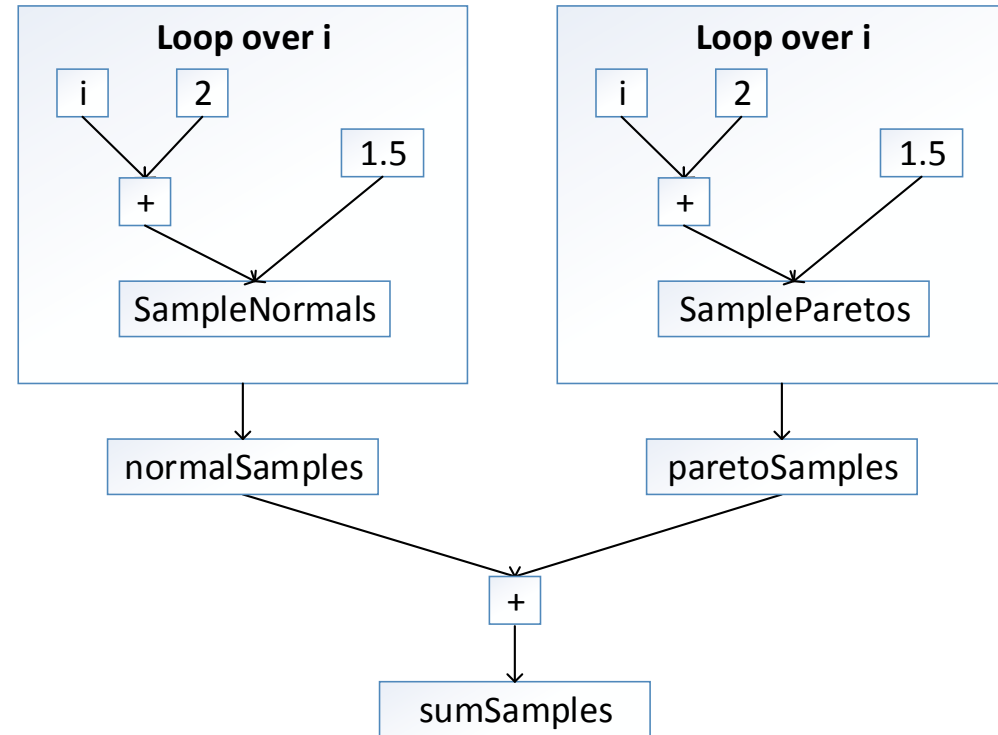 Loop over i
i
2
1.5
+
SampleNormals
Loop over i
i
2
1.5
+
SampleParetos
normalSamples
paretoSamples
+
sumSamples